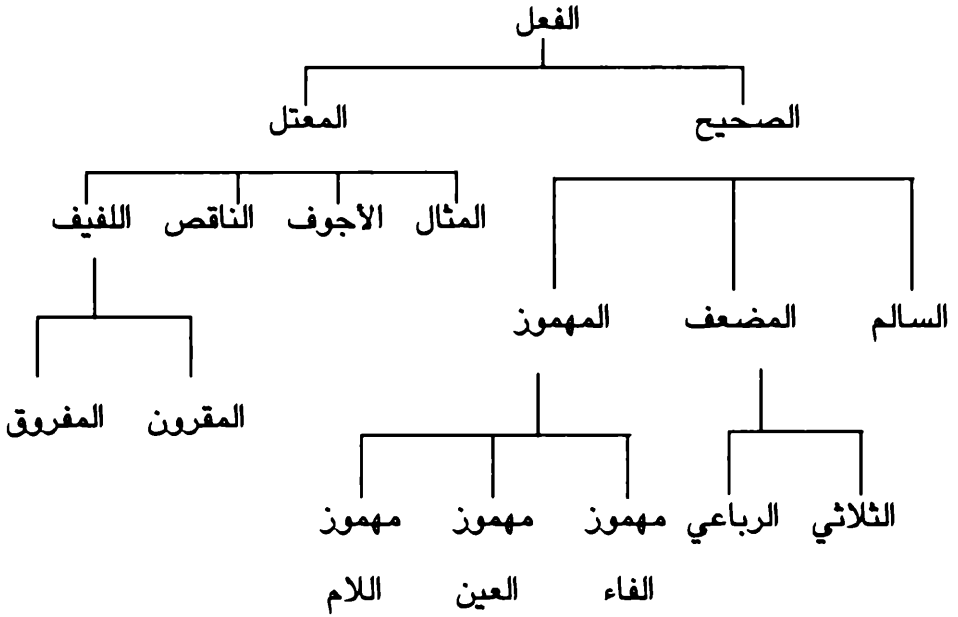 الفعل
الصحيح المعتل
المثال الأجوف الناقص اللفيف
السالم المضعف المهموز
المقرون المفروق
الثلاثي الرباعي مهموز مهموز مهموز
الفاء العين اللام